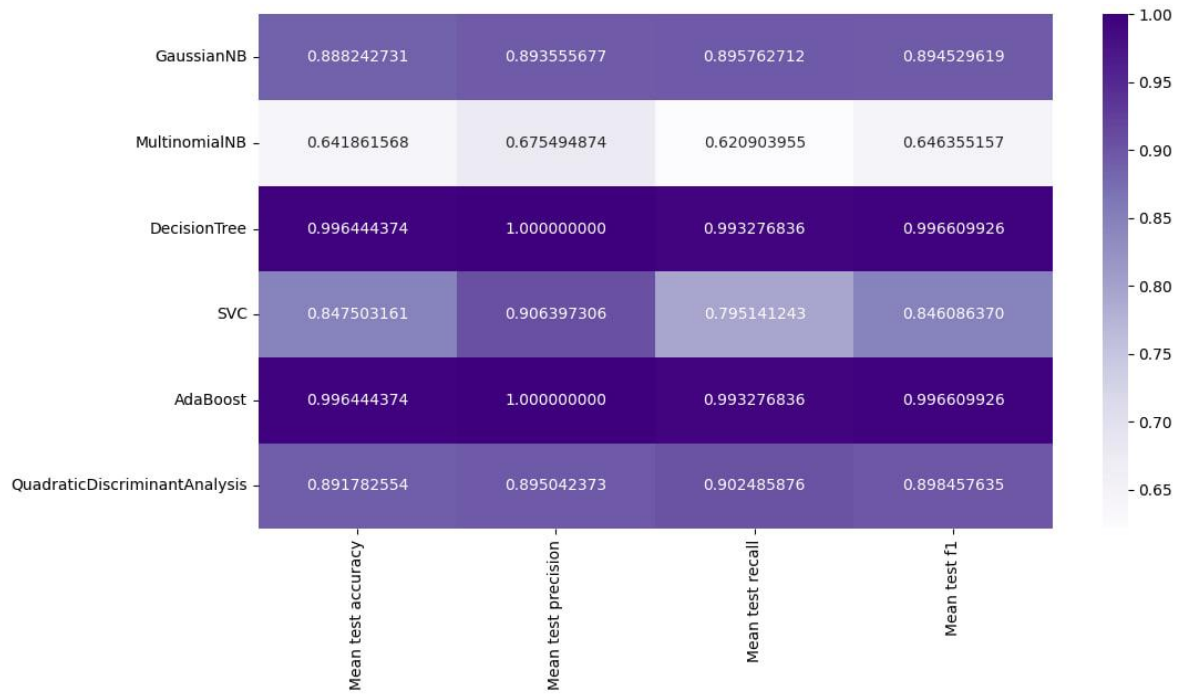 GaussianNB 0.888242731 0.893555677 0.895762712 0.894529619
MultinomialNB 0.641861568 0.675494874 0.620903955 0.646355157
DecisionTree 0.996444374 1.000000000 0.993276836 0.996609926
SVC 0.847503161 0.906397306 0.795141243 0.846086370
AdaBoost 0.996444374 1.000000000 0.993276836 0.996609926
QuadraticDiscriminantAnalysis 0.891782554 0.895042373 0.902485876 0.898457635
Mean test accuracy
Mean test precision
Mean test recall
Mean test f1
1.00
0.95
0.90
0.85
0.80
0.75
0.70
0.65